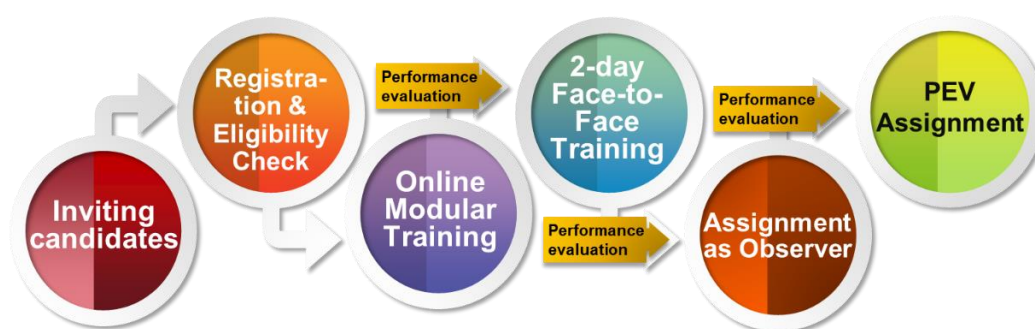 Inviting
candidates
Registra-
tion &
Eligibility
Check
Performance
evaluation
Online
Modular
Training
2-day
Face-to-
Face
Training
Performance
evaluation
Assignment
as Observer
Performance
evaluation
PEV
Assignment